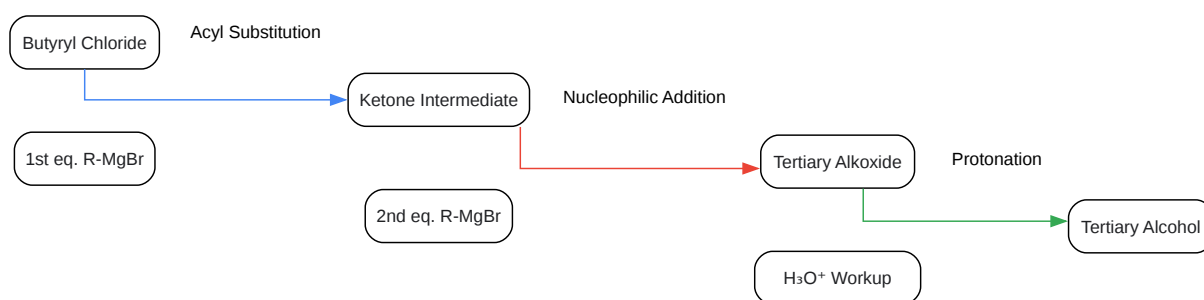 Butyryl Chloride
Acyl Substitution
1st eq. R-MgBr
Ketone Intermediate
Nucleophilic Addition
2nd eq. R-MgBr
Tertiary Alkoxide
Protonation
H₃O⁺ Workup
Tertiary Alcohol